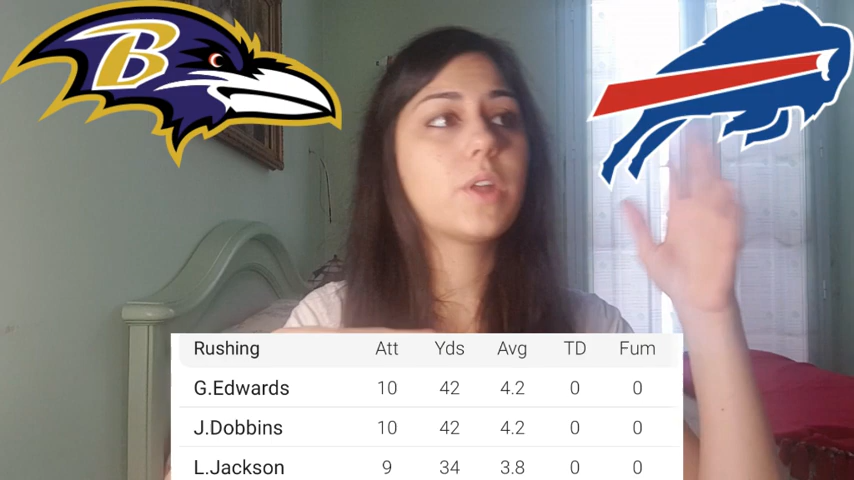 B
Rushing Att Yds Avg TD Fum
G.Edwards 10 42 4.2 0 0
J.Dobbins 10 42 4.2 0 0
L.Jackson 9 34 3.8 0 0